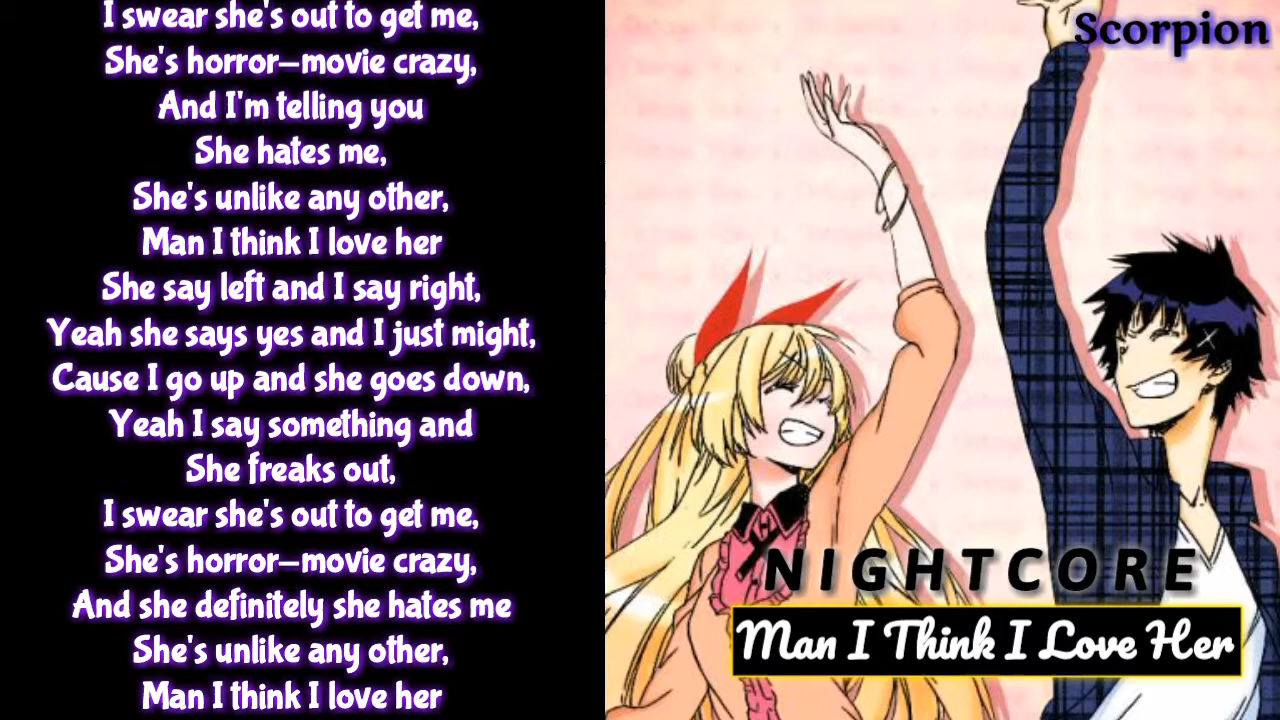 I swear she's out to get me,
She's horror-movie crazy,
And I'm telling you
She hates me,
She's unlike any other,
Man I think I love her
She say left and I say right,
Yeah she says yes and I just might,
Cause I go up and she goes down,
Yeah I say something and
She freaks out,
I swear she's out to get me,
She's horror-movie crazy,
And she definitely she hates me
She's unlike any other,
Man I think I love her
Scorpion
NIGHTCORE
Man I Think I Love Her